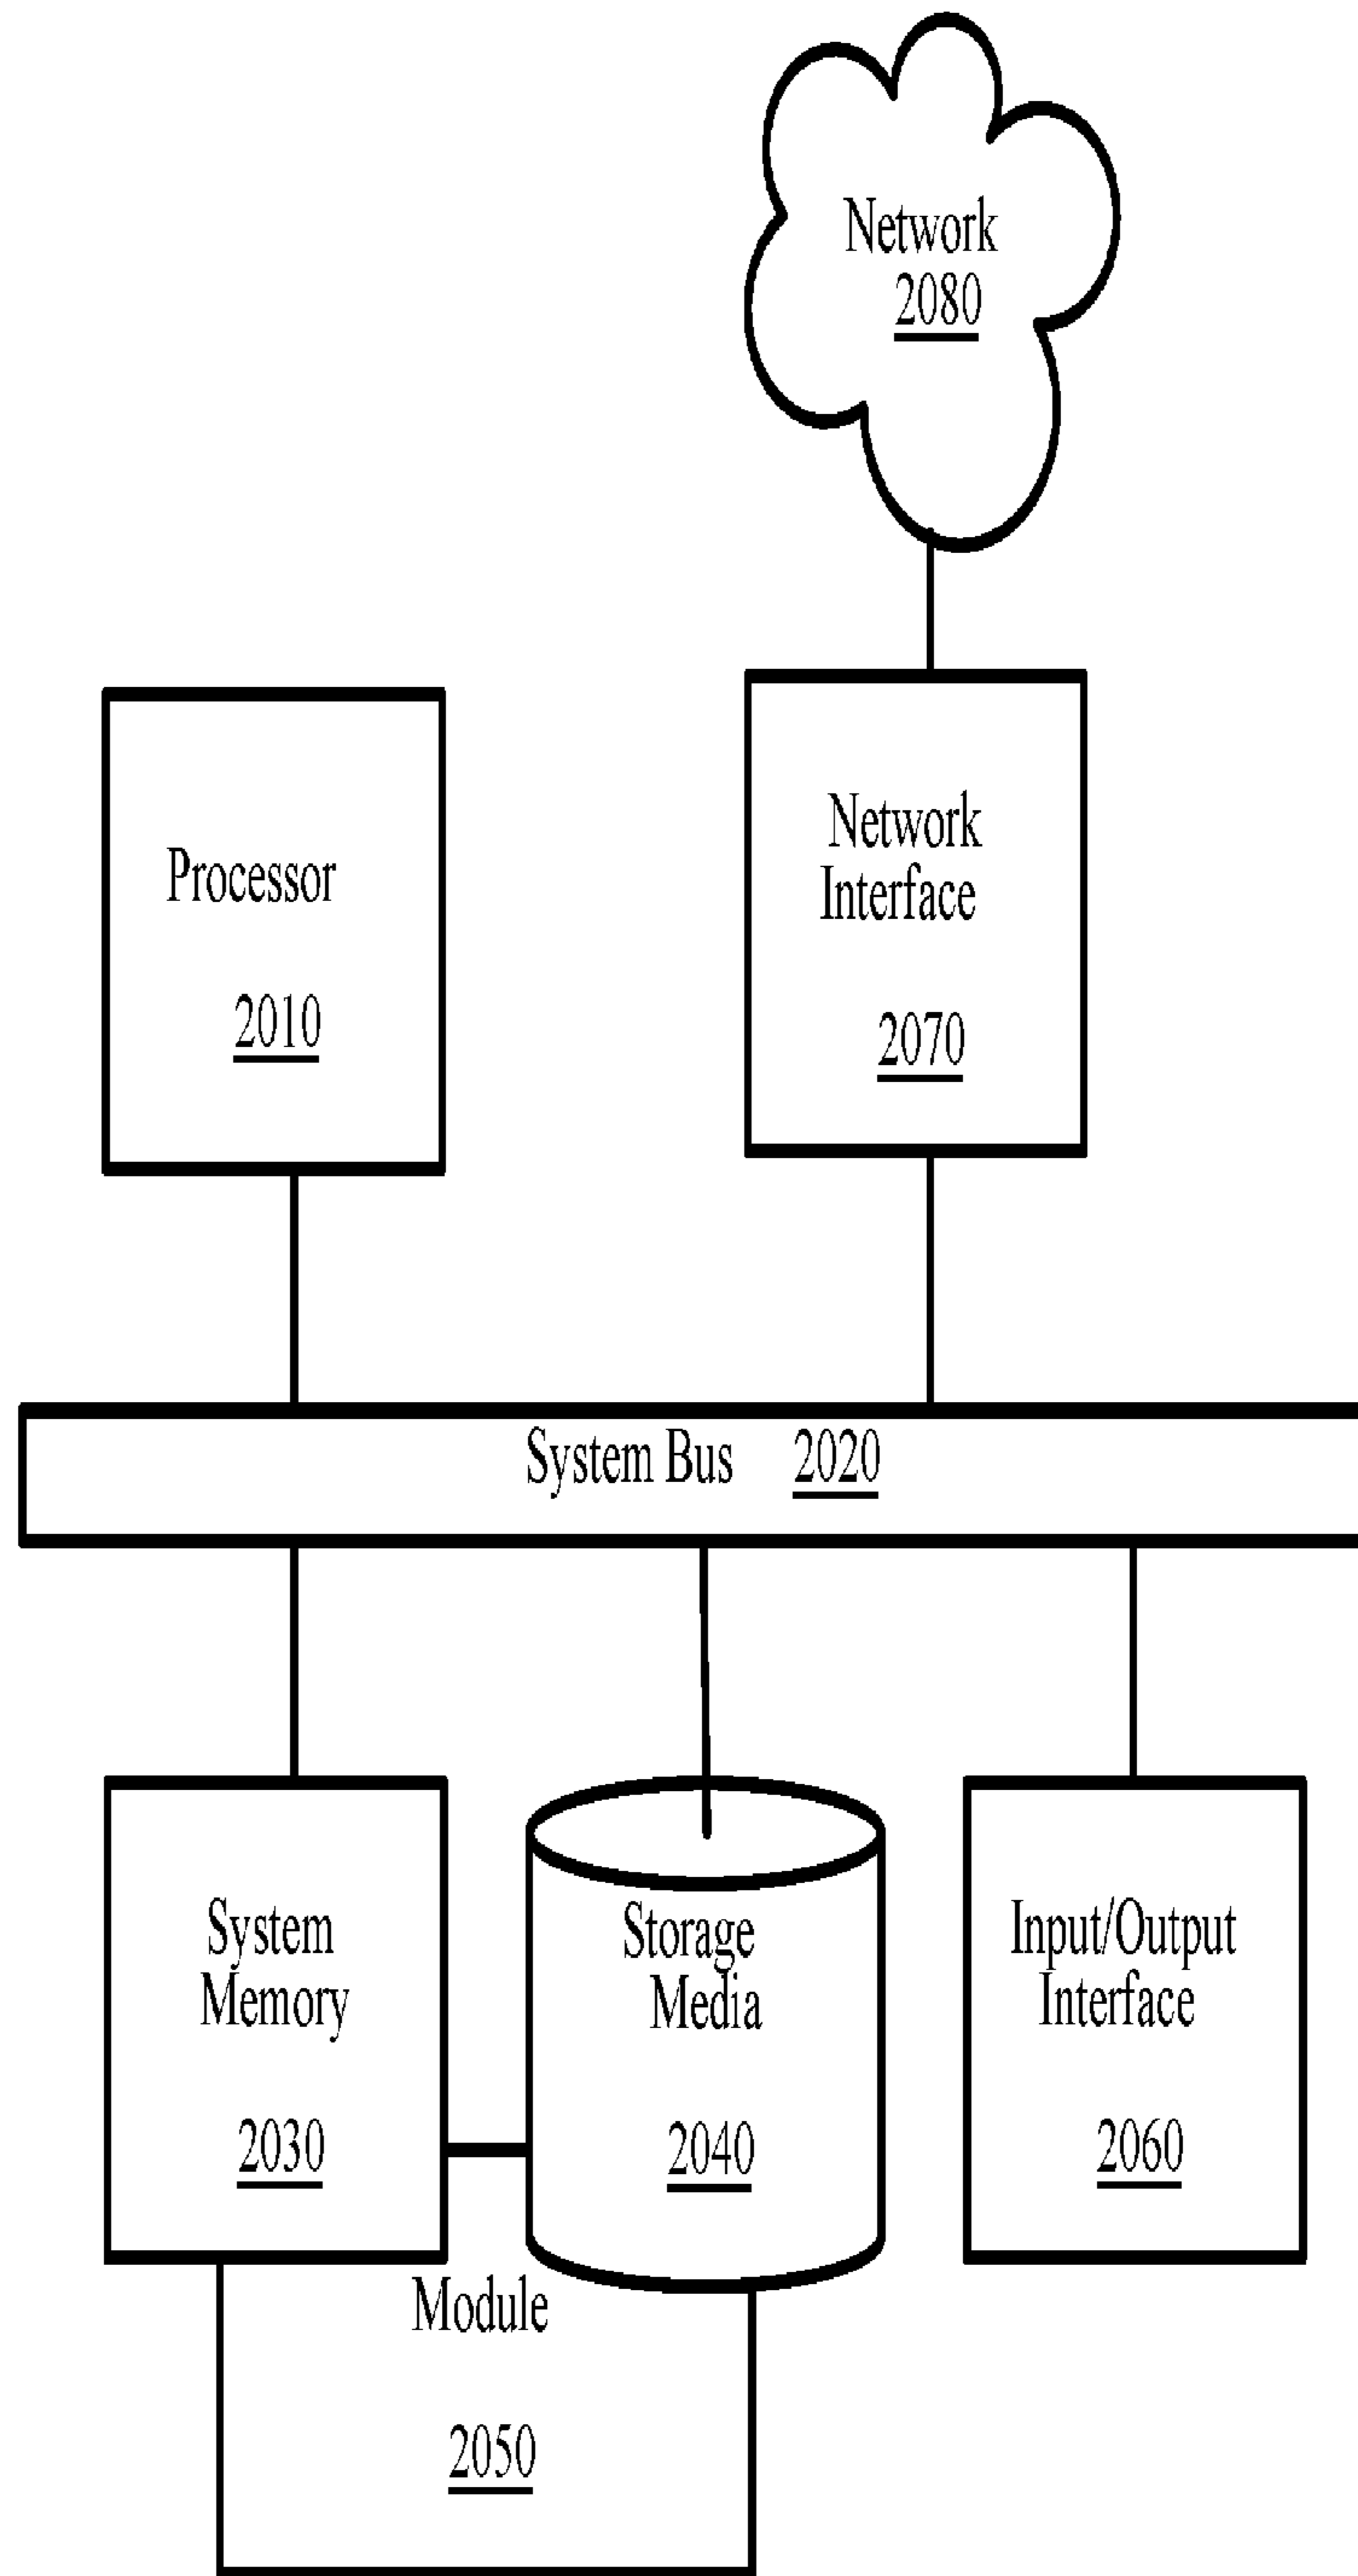 Network
2080
Processor
2010
Network
Interface
2070
System Bus 2020
System
Memory
2030
Storage
Media
2040
Input/Output
Interface
2060
Module
2050